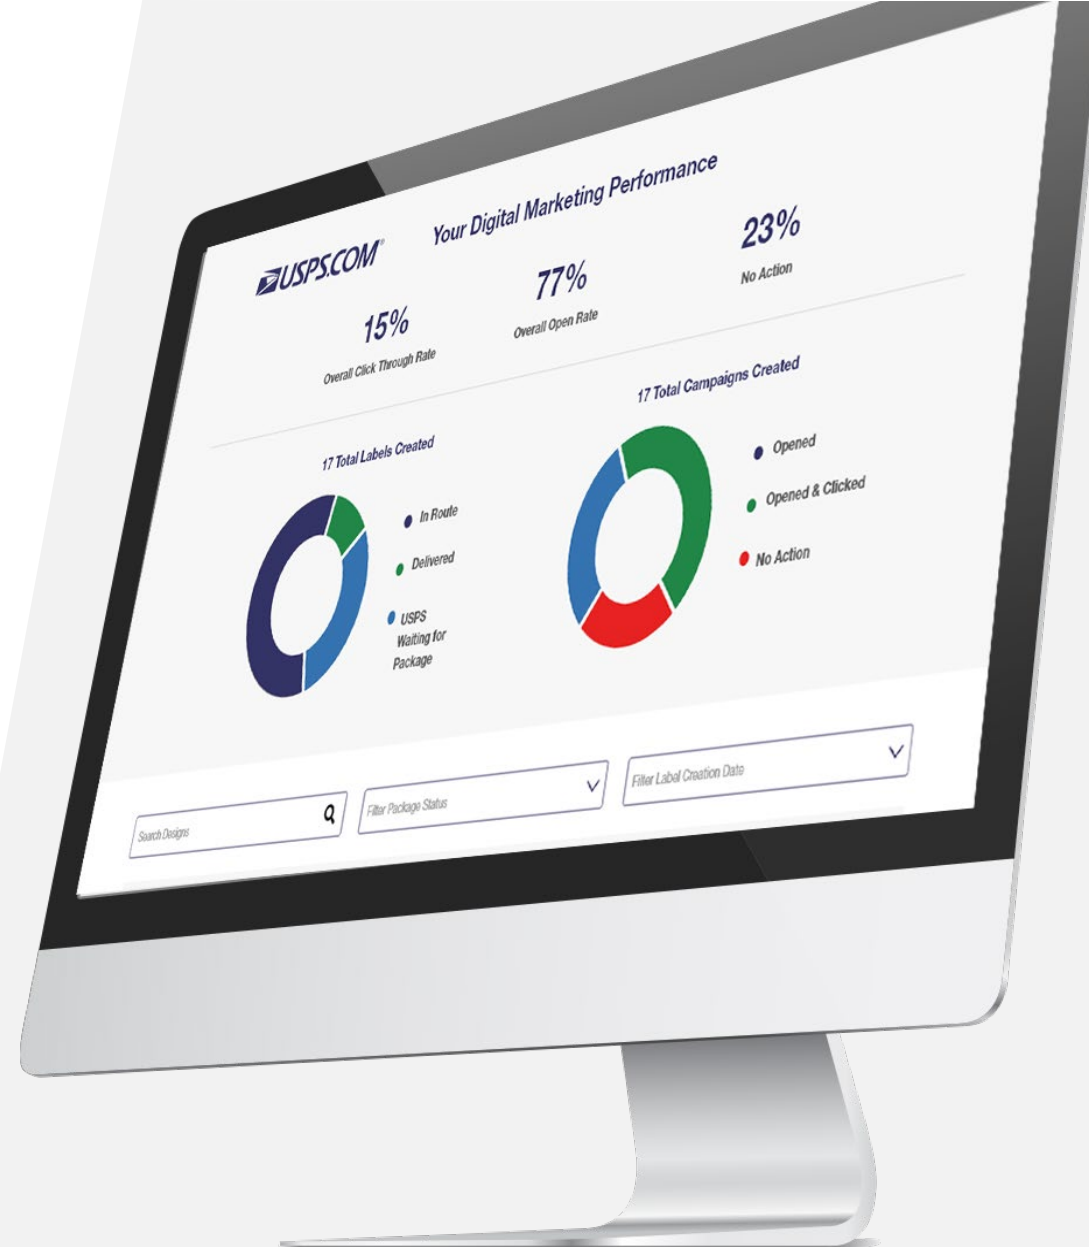 Your Digital Marketing Performance
USPS.COM®
15%
Overall Click Through Rate
77%
Overall Open Rate
23%
No Action
17 Total Labels Created
In Route
Delivered
USPS
Waiting for
Package
17 Total Campaigns Created
Opened
Opened & Clicked
No Action
Search Designs
Filter Package Status
Filter Label Creation Date